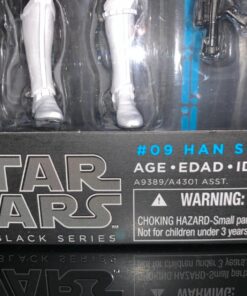 #09 HAN S
AGE • EDAD • ID
A9389/A4301 ASST.
STAR
WARS
BLACK SERIES
WARNING:
CHOKING HAZARD-Small pa
Not for children under 3 years